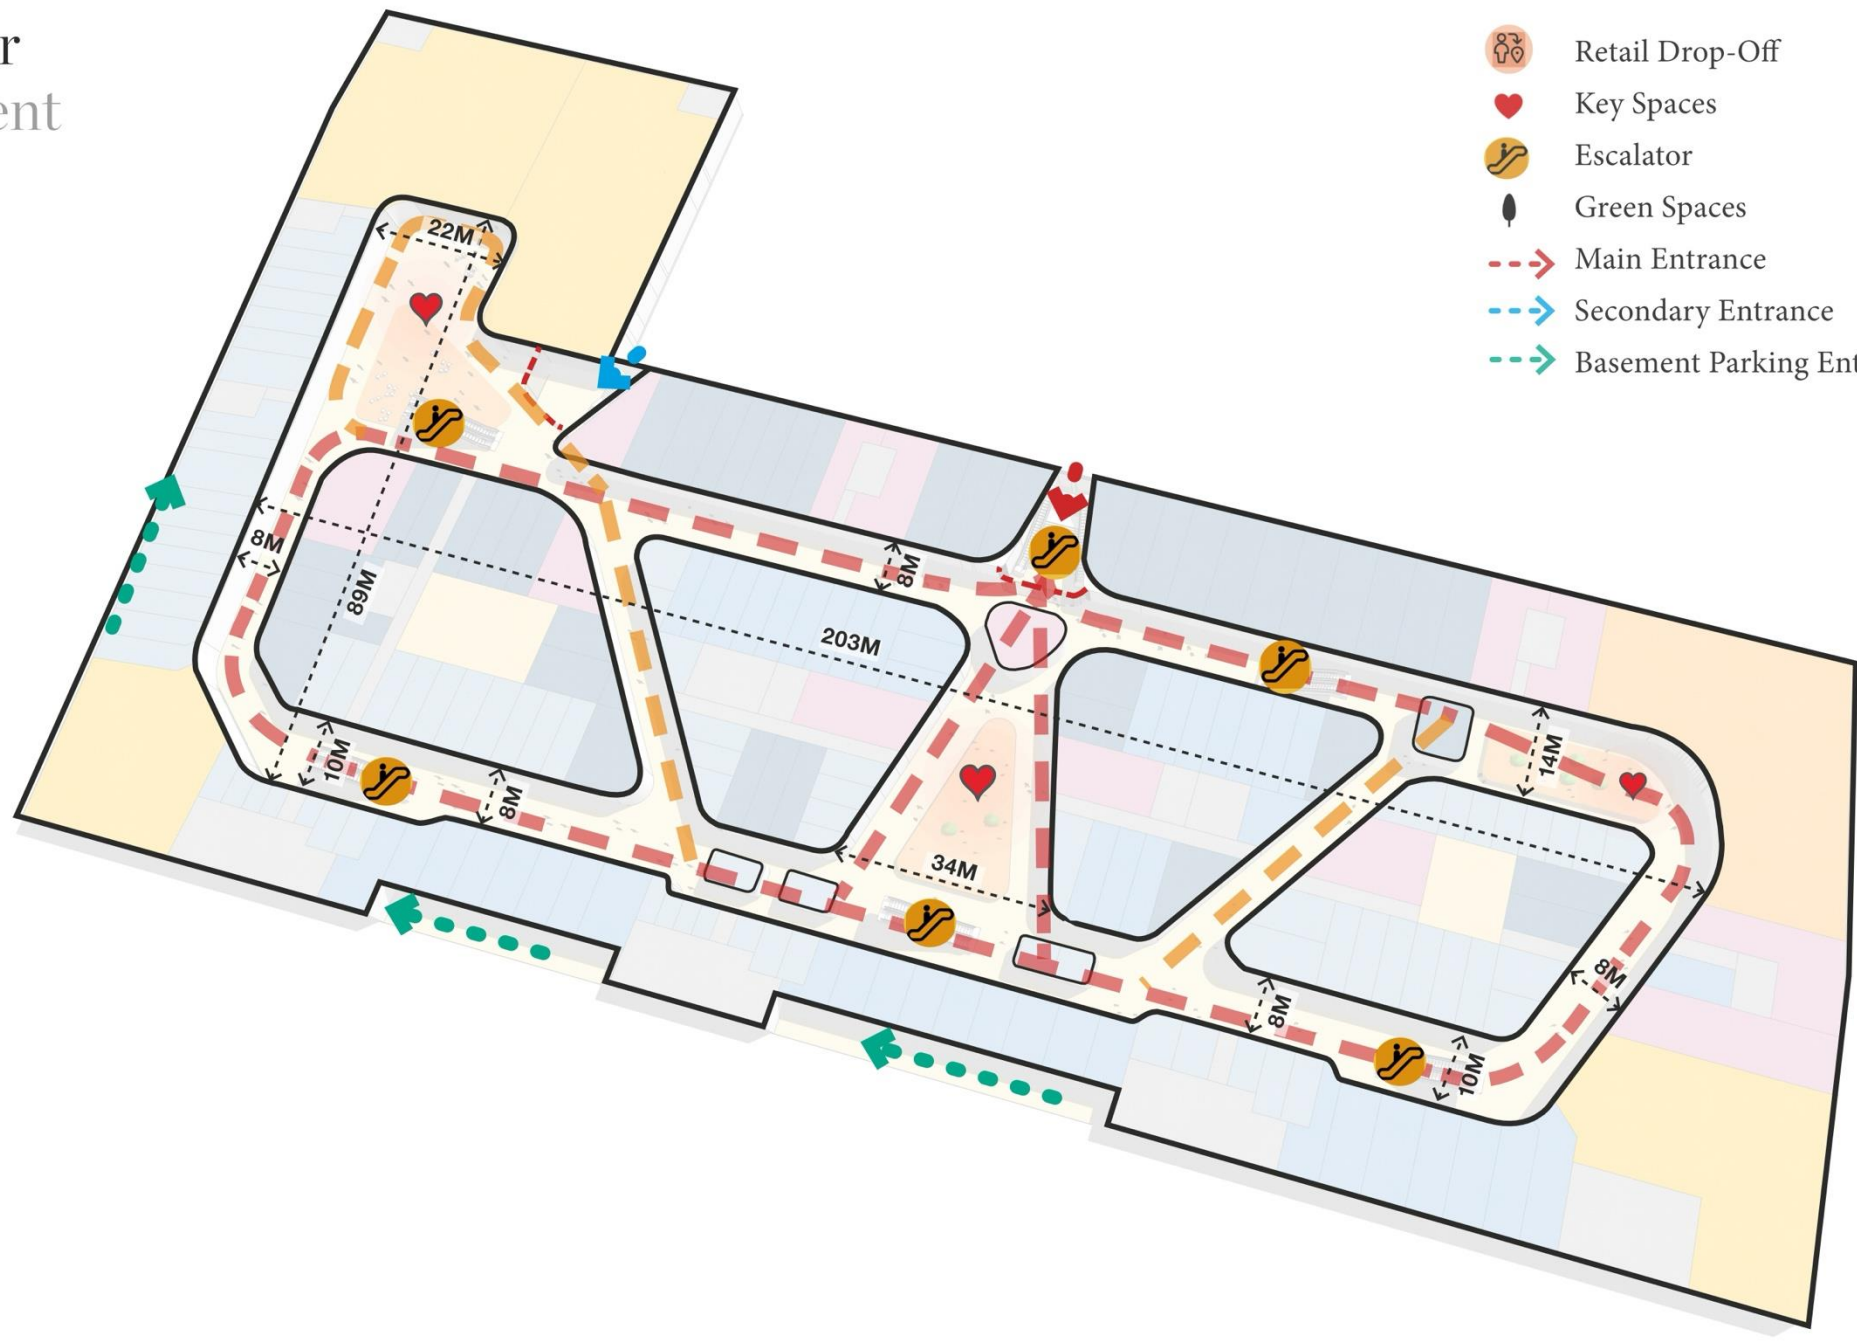 r
ent
Retail Drop-Off
Key Spaces
Escalator
Green Spaces
Main Entrance
Secondary Entrance
Basement Parking Ent
22M
8M
89M
203M
8M
10M
8M
34M
14M
8M
8M
10M